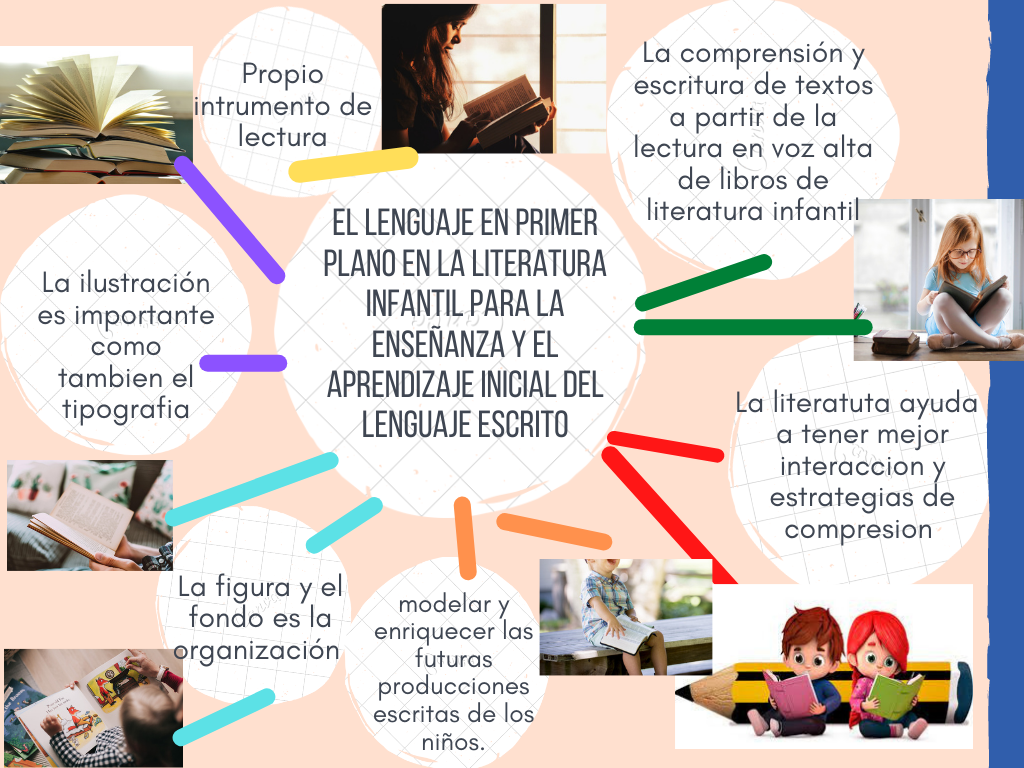 Propio
intrumento de
lectura
La comprensión y
escritura de textos
a partir de la
lectura en voz alta
de libros de
literatura infantil
EL LENGUAJE EN PRIMER
PLANO EN LA LITERATURA
INFANTIL PARA LA
ENSEÑANZA Y EL
APRENDIZAJE INICIAL DEL
LENGUAJE ESCRITO
La ilustración
es importante
como
tambien el
tipografia
La literatuta ayuda
a tener mejor
interaccion y
estrategias de
compresion
La figura y el
fondo es la
organización
modelar y
enriquecer las
futuras
producciones
escritas de los
niños.